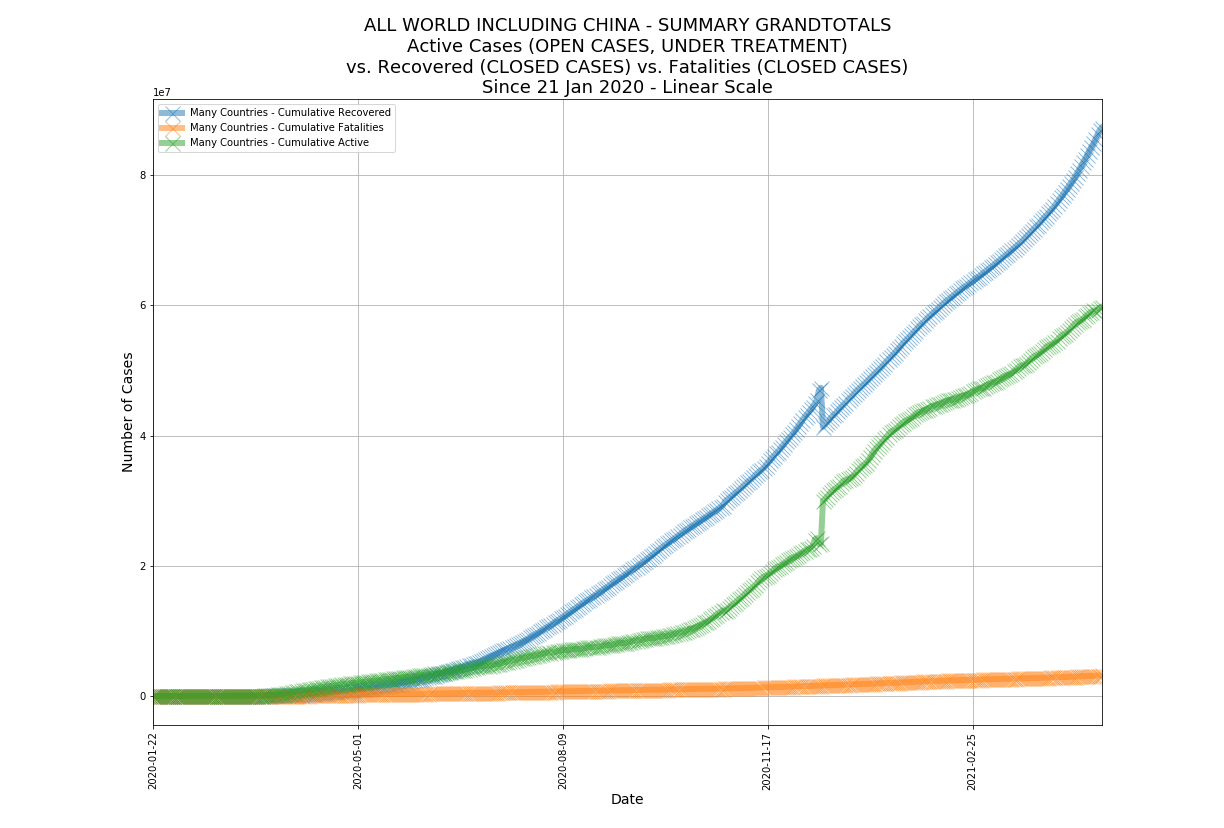 ALL WORLD INCLUDING CHINA - SUMMARY GRANDTOTALS
Active Cases (OPEN CASES, UNDER TREATMENT)
vs. Recovered (CLOSED CASES) vs. Fatalities (CLOSED CASES)
Since 21 Jan 2020 - Linear Scale
1e7
Many Countries - Cumulative Recovered
Many Countries - Cumulative Fatalities
Many Countries - Cumulative Active
8
6
4
2
0
Number of Cases
2020-01-22
2020-05-01
2020-08-09
2020-11-17
2021-02-25
Date